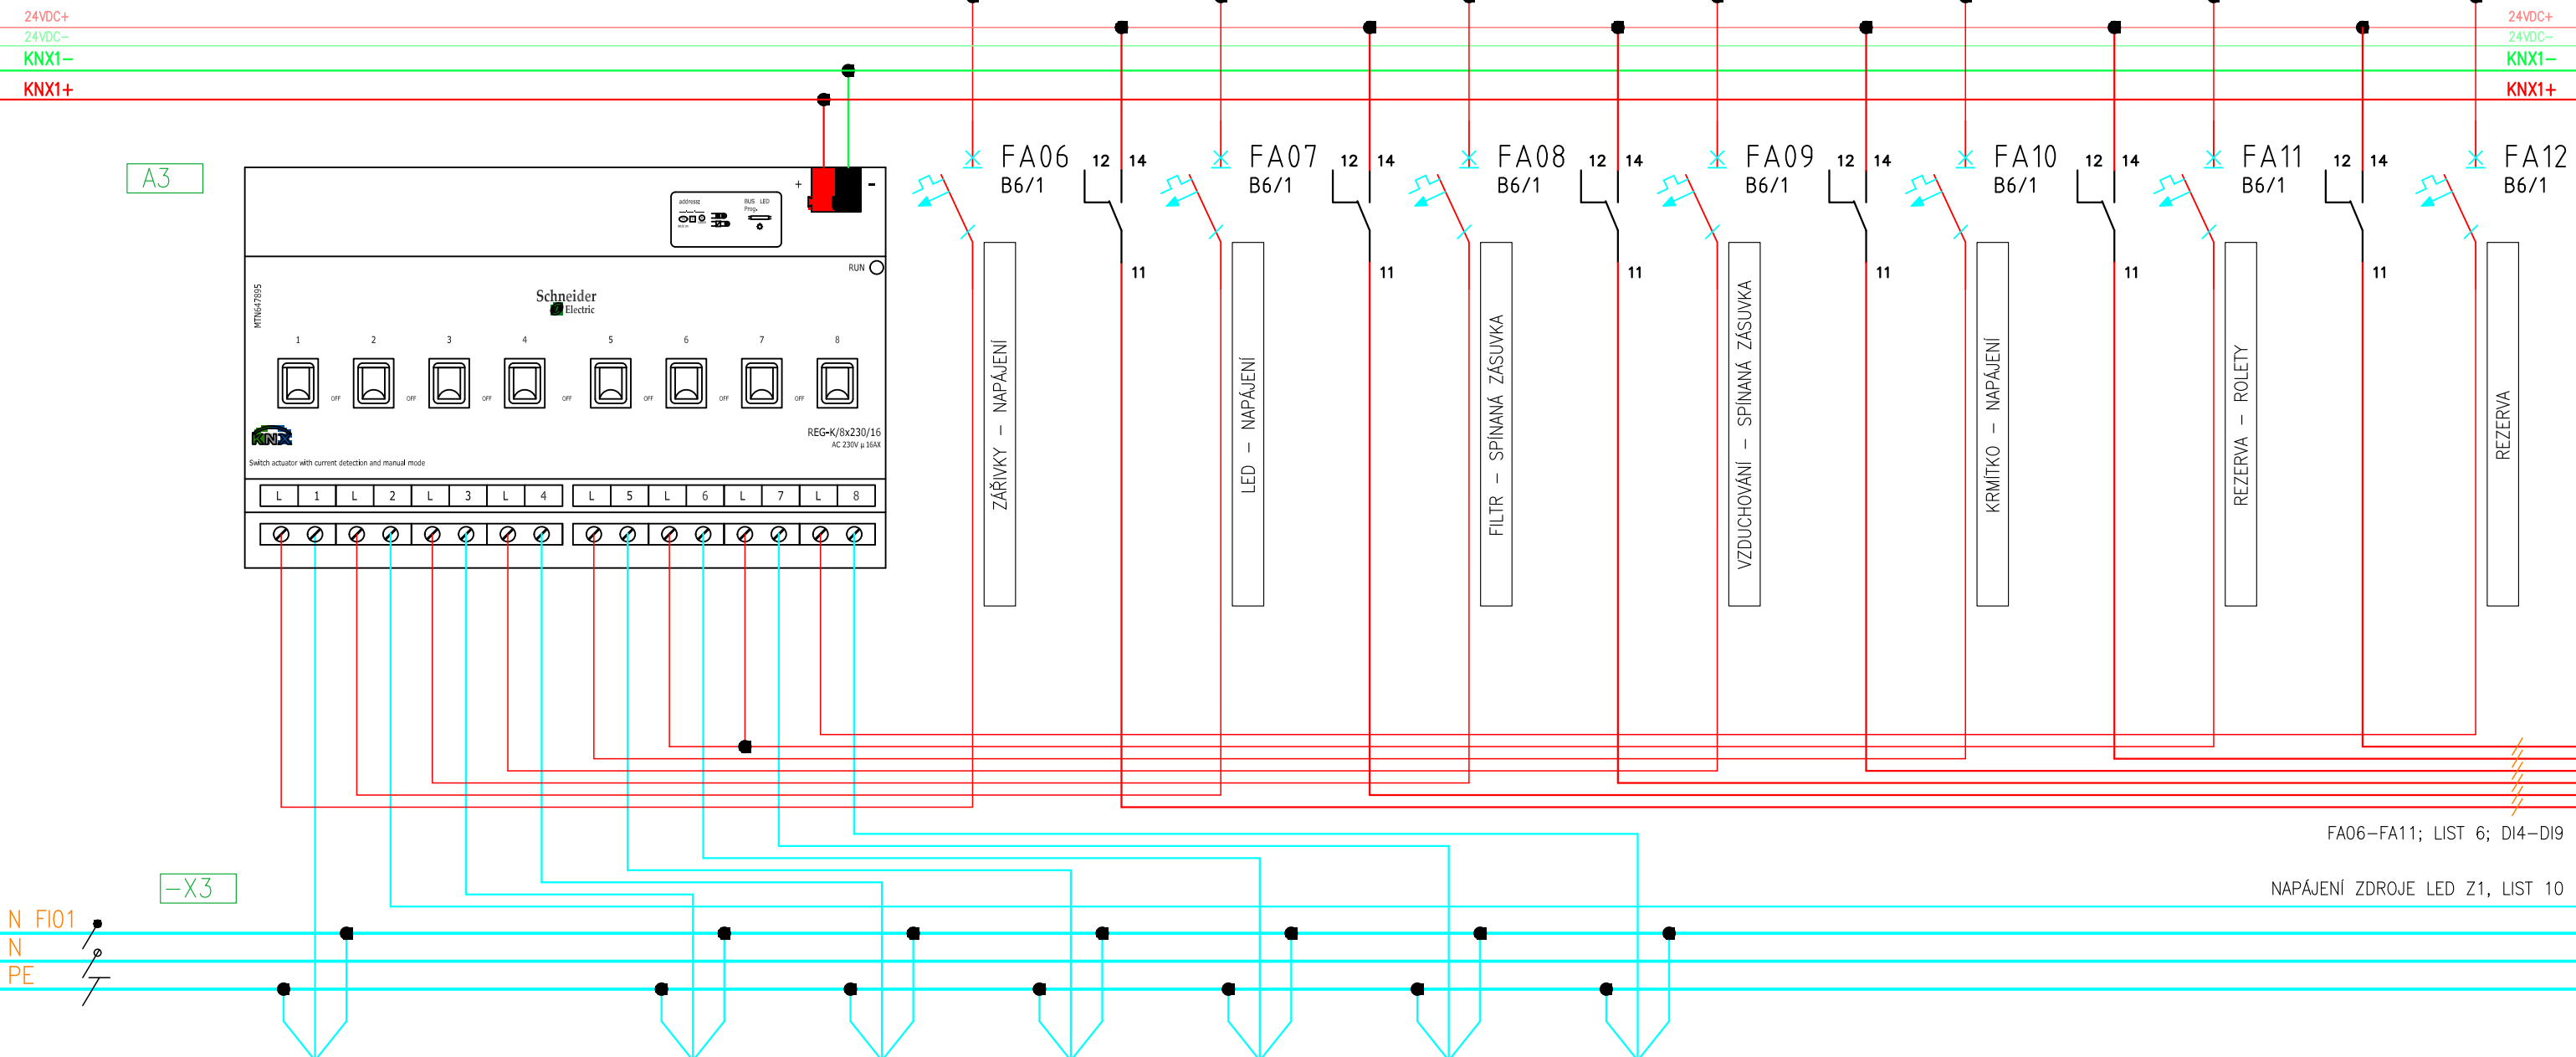 24VDC+
24VDC-
KNX1-
KNX1+
24VDC+
24VDC-
KNX1-
KNX1+
A3
+
-
addressz
BUS LED
Prog.
RUN
MTN647895
Schneider
Electric
1 2 3 4 5 6 7 8
OFF OFF OFF OFF OFF OFF OFF
KNX
REG-K/8x230/16
AC 230V µ 16AX
Switch actuator with current detection and manual mode
L 1 L 2 L 3 L 4 L 5 L 6 L 7 L 8
FA06
B6/1
12 14
11
ZÁŘIVKY - NAPÁJENÍ
FA07
B6/1
12 14
11
LED - NAPÁJENÍ
FA08
B6/1
12 14
11
FILTR - SPÍNANÁ ZÁSUVKA
FA09
B6/1
12 14
11
VZDUCHOVÁNÍ - SPÍNANÁ ZÁSUVKA
FA10
B6/1
12 14
11
KRMÍTKO - NAPÁJENÍ
FA11
B6/1
12 14
11
REZERVA - ROLETY
FA12
B6/1
REZERVA
FA06-FA11; LIST 6; DI4-DI9
NAPÁJENÍ ZDROJE LED Z1, LIST 10
-X3
N FI01
N
PE